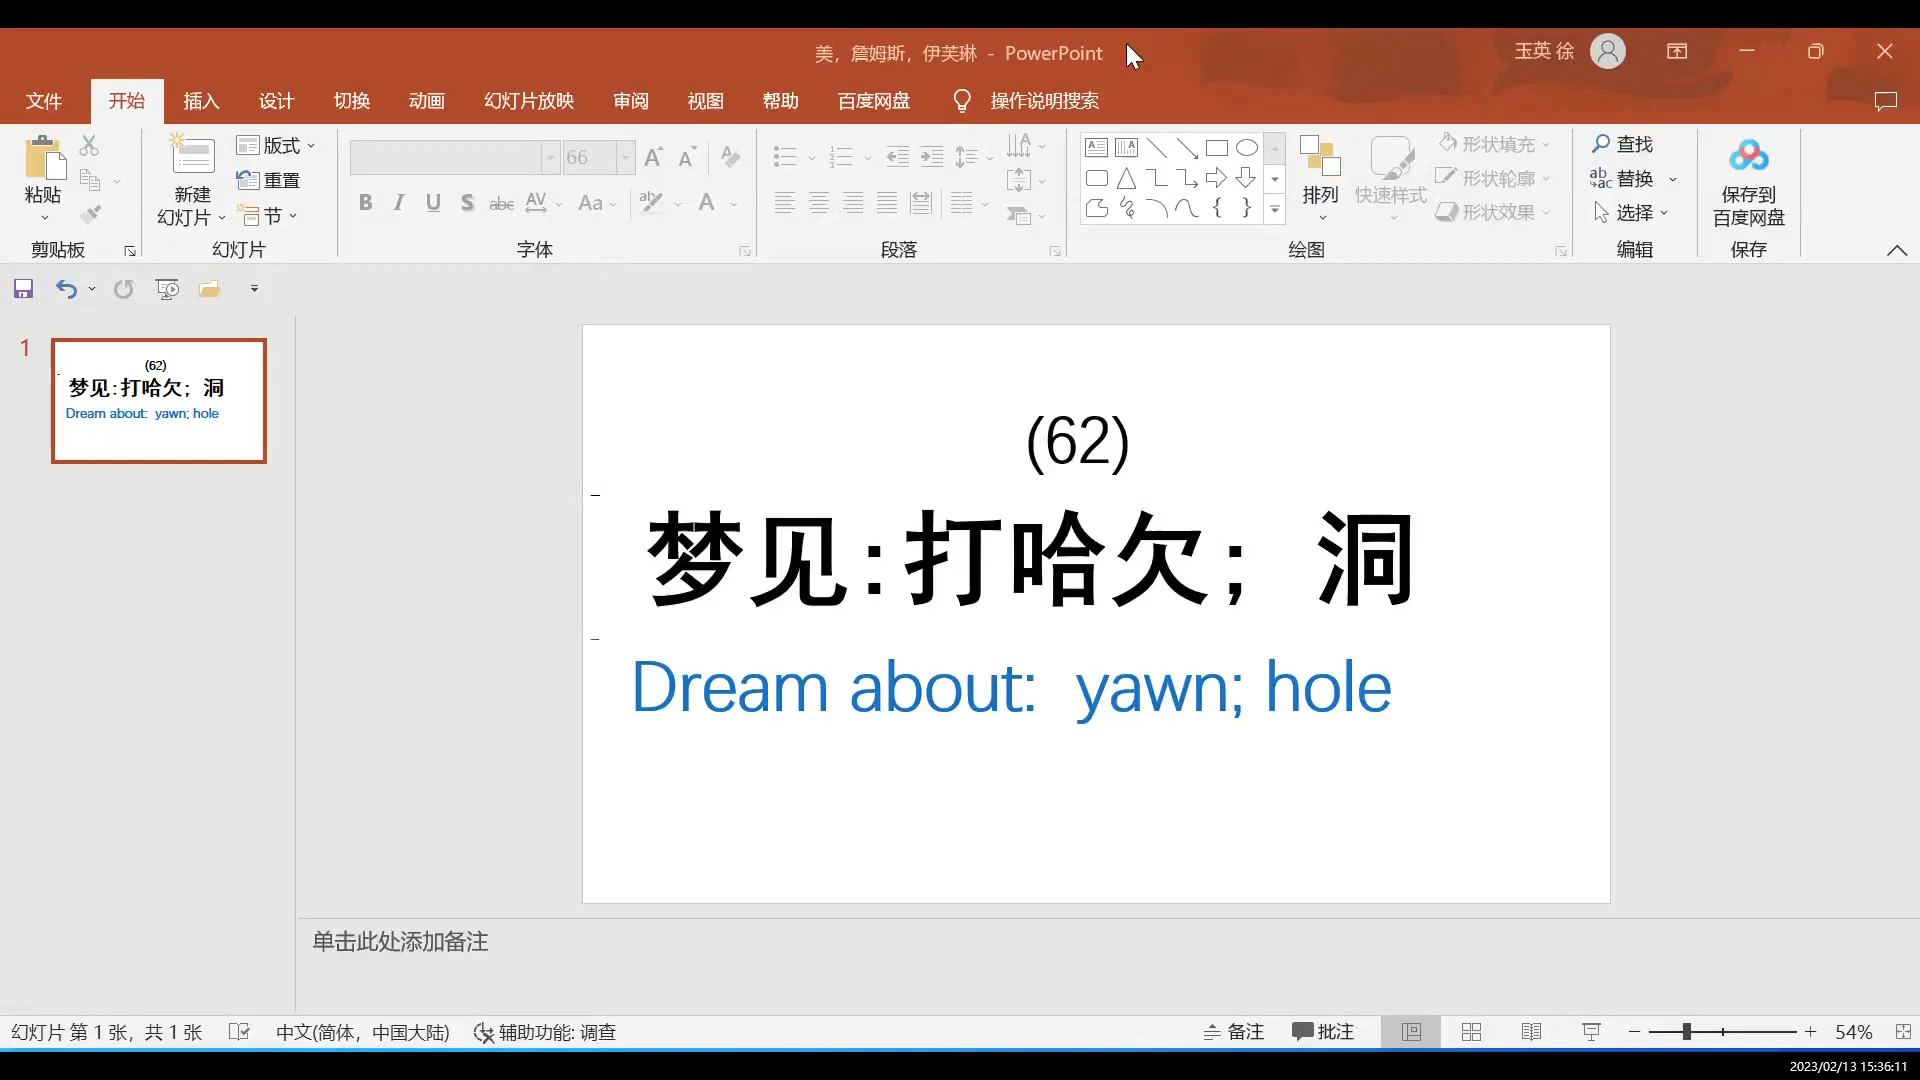 美，詹姆斯，伊芙琳 - PowerPoint
玉英 徐
文件 开始 插入 设计 切换 动画 幻灯片放映 审阅 视图 帮助 百度网盘 操作说明搜索
粘贴
剪贴板
新建
幻灯片
版式
重置
节
幻灯片
66
B I U S abc AV Aa A
字体
段落
排列
快速样式
形状填充
形状轮廓
形状效果
绘图
查找
替换
选择
编辑
保存到
百度网盘
保存
1
(62)
梦见:打哈欠；洞
Dream about: yawn; hole
(62)
梦见:打哈欠；洞
Dream about: yawn; hole
单击此处添加备注
幻灯片 第 1 张，共 1 张 中文(简体，中国大陆) 辅助功能: 调查 备注 批注 54%
2023/02/13 15:36:11